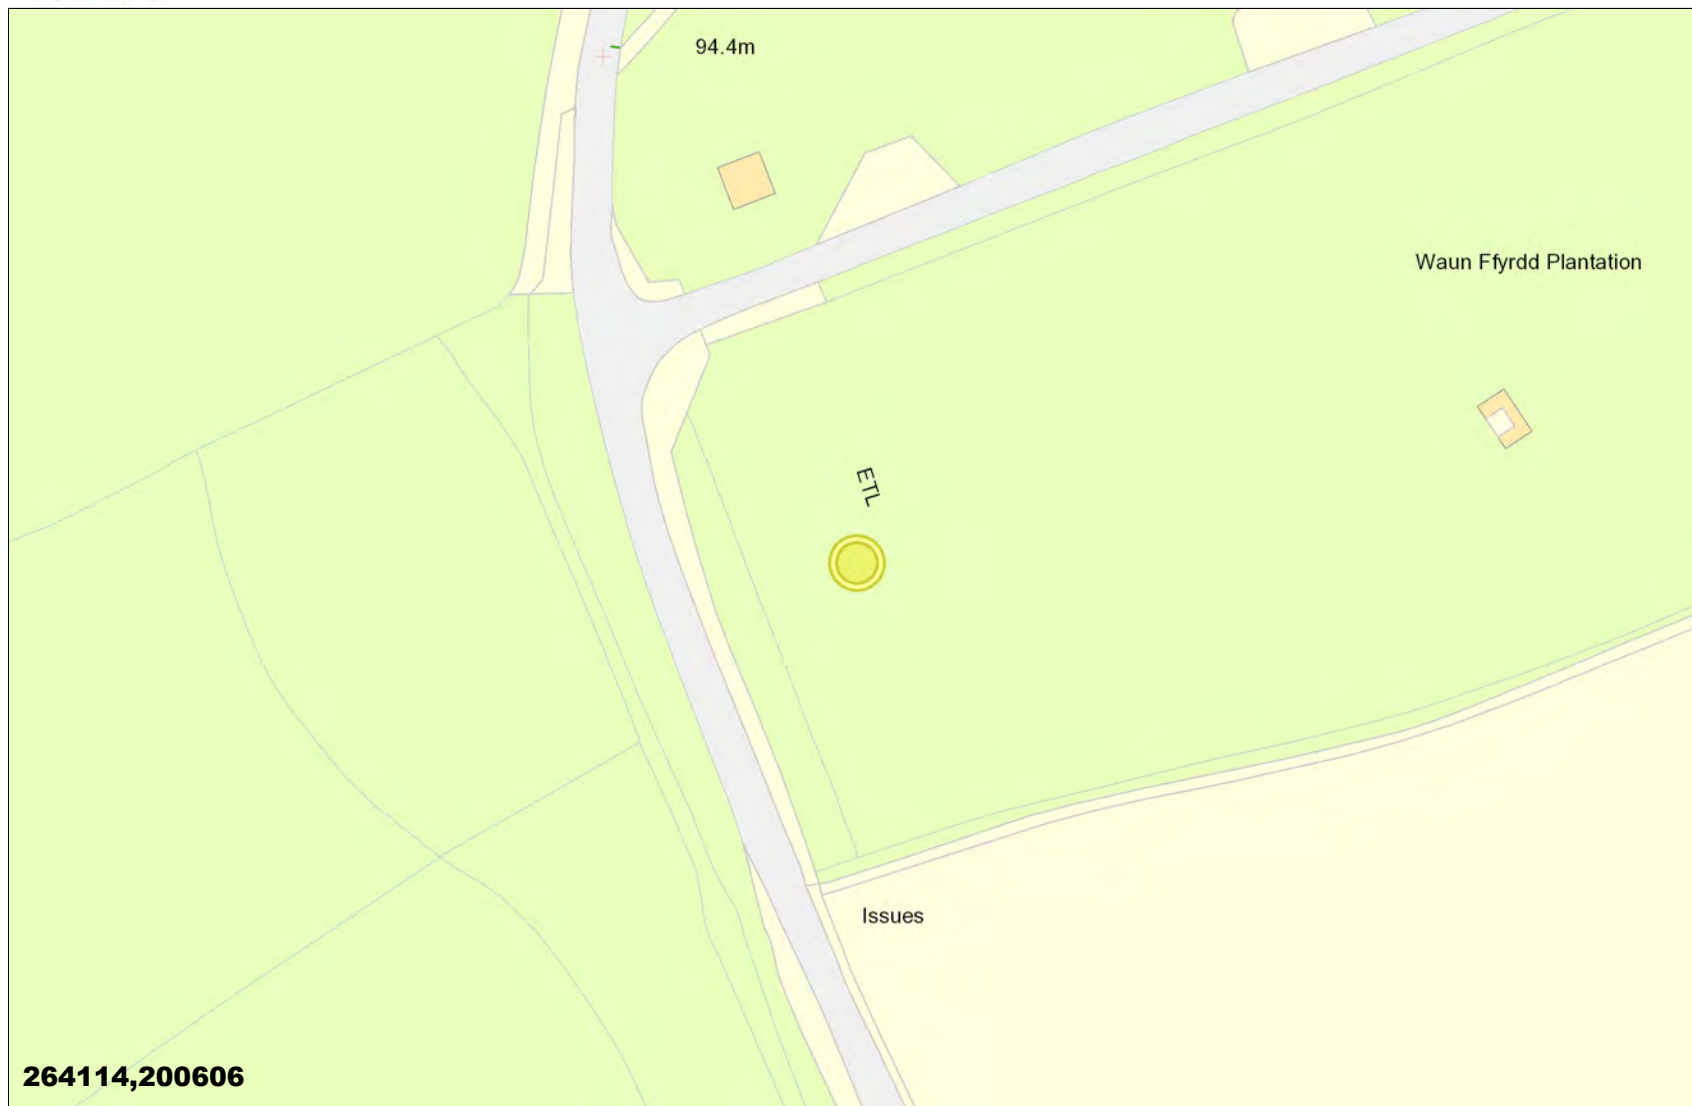 94.4m
Waun Ffyrdd Plantation
ETL
Issues
264114,200606